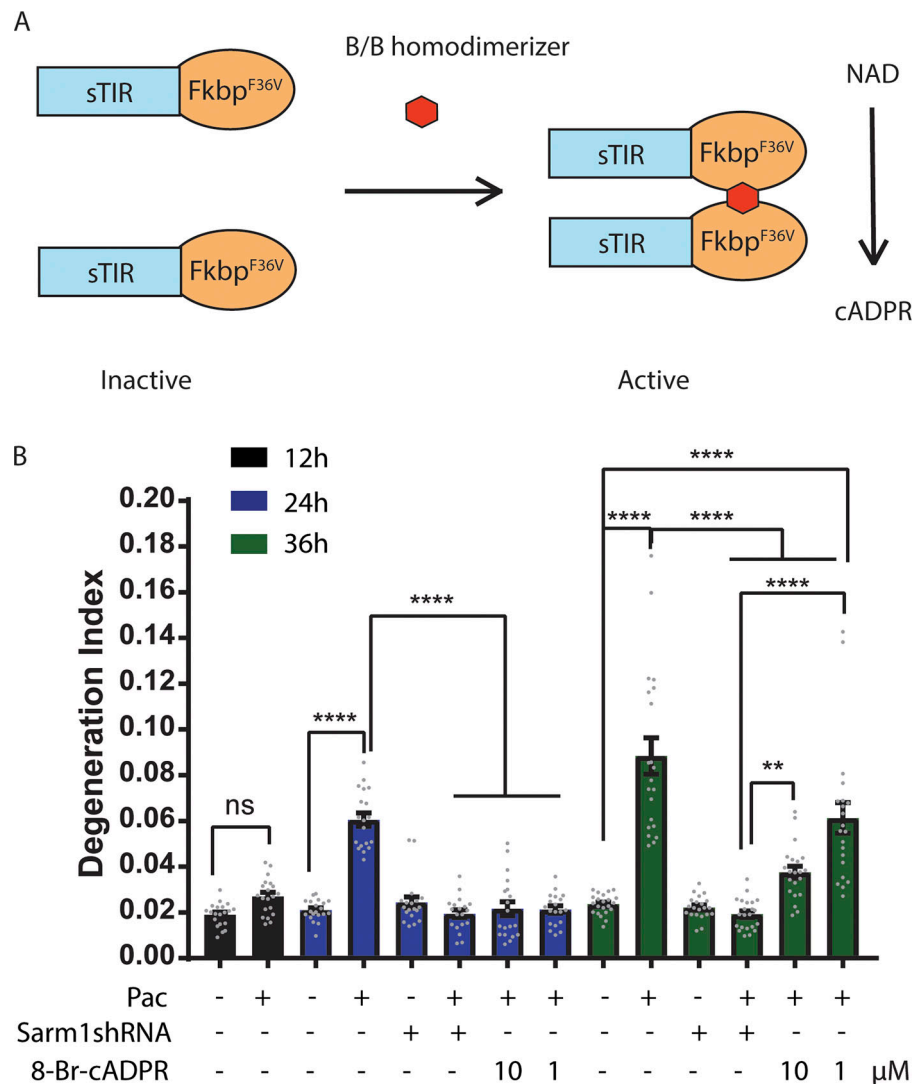 A
B/B homodimerizer
sTIR Fkbp^F36V
NAD
sTIR Fkbp^F36V
sTIR Fkbp^F36V
sTIR Fkbp^F36V
cADPR
Inactive Active
B
12h
24h
36h
Degeneration Index
0.20
0.18
0.16
0.14
0.12
0.10
0.08
0.06
0.04
0.02
0.00
ns
****
****
****
****
****
****
**
Pac - + - + - + + + - + - + + +
Sarm1shRNA - - - - + + - - - - + + - -
8-Br-cADPR - - - - - - 10 1 - - - - 10 1 μM